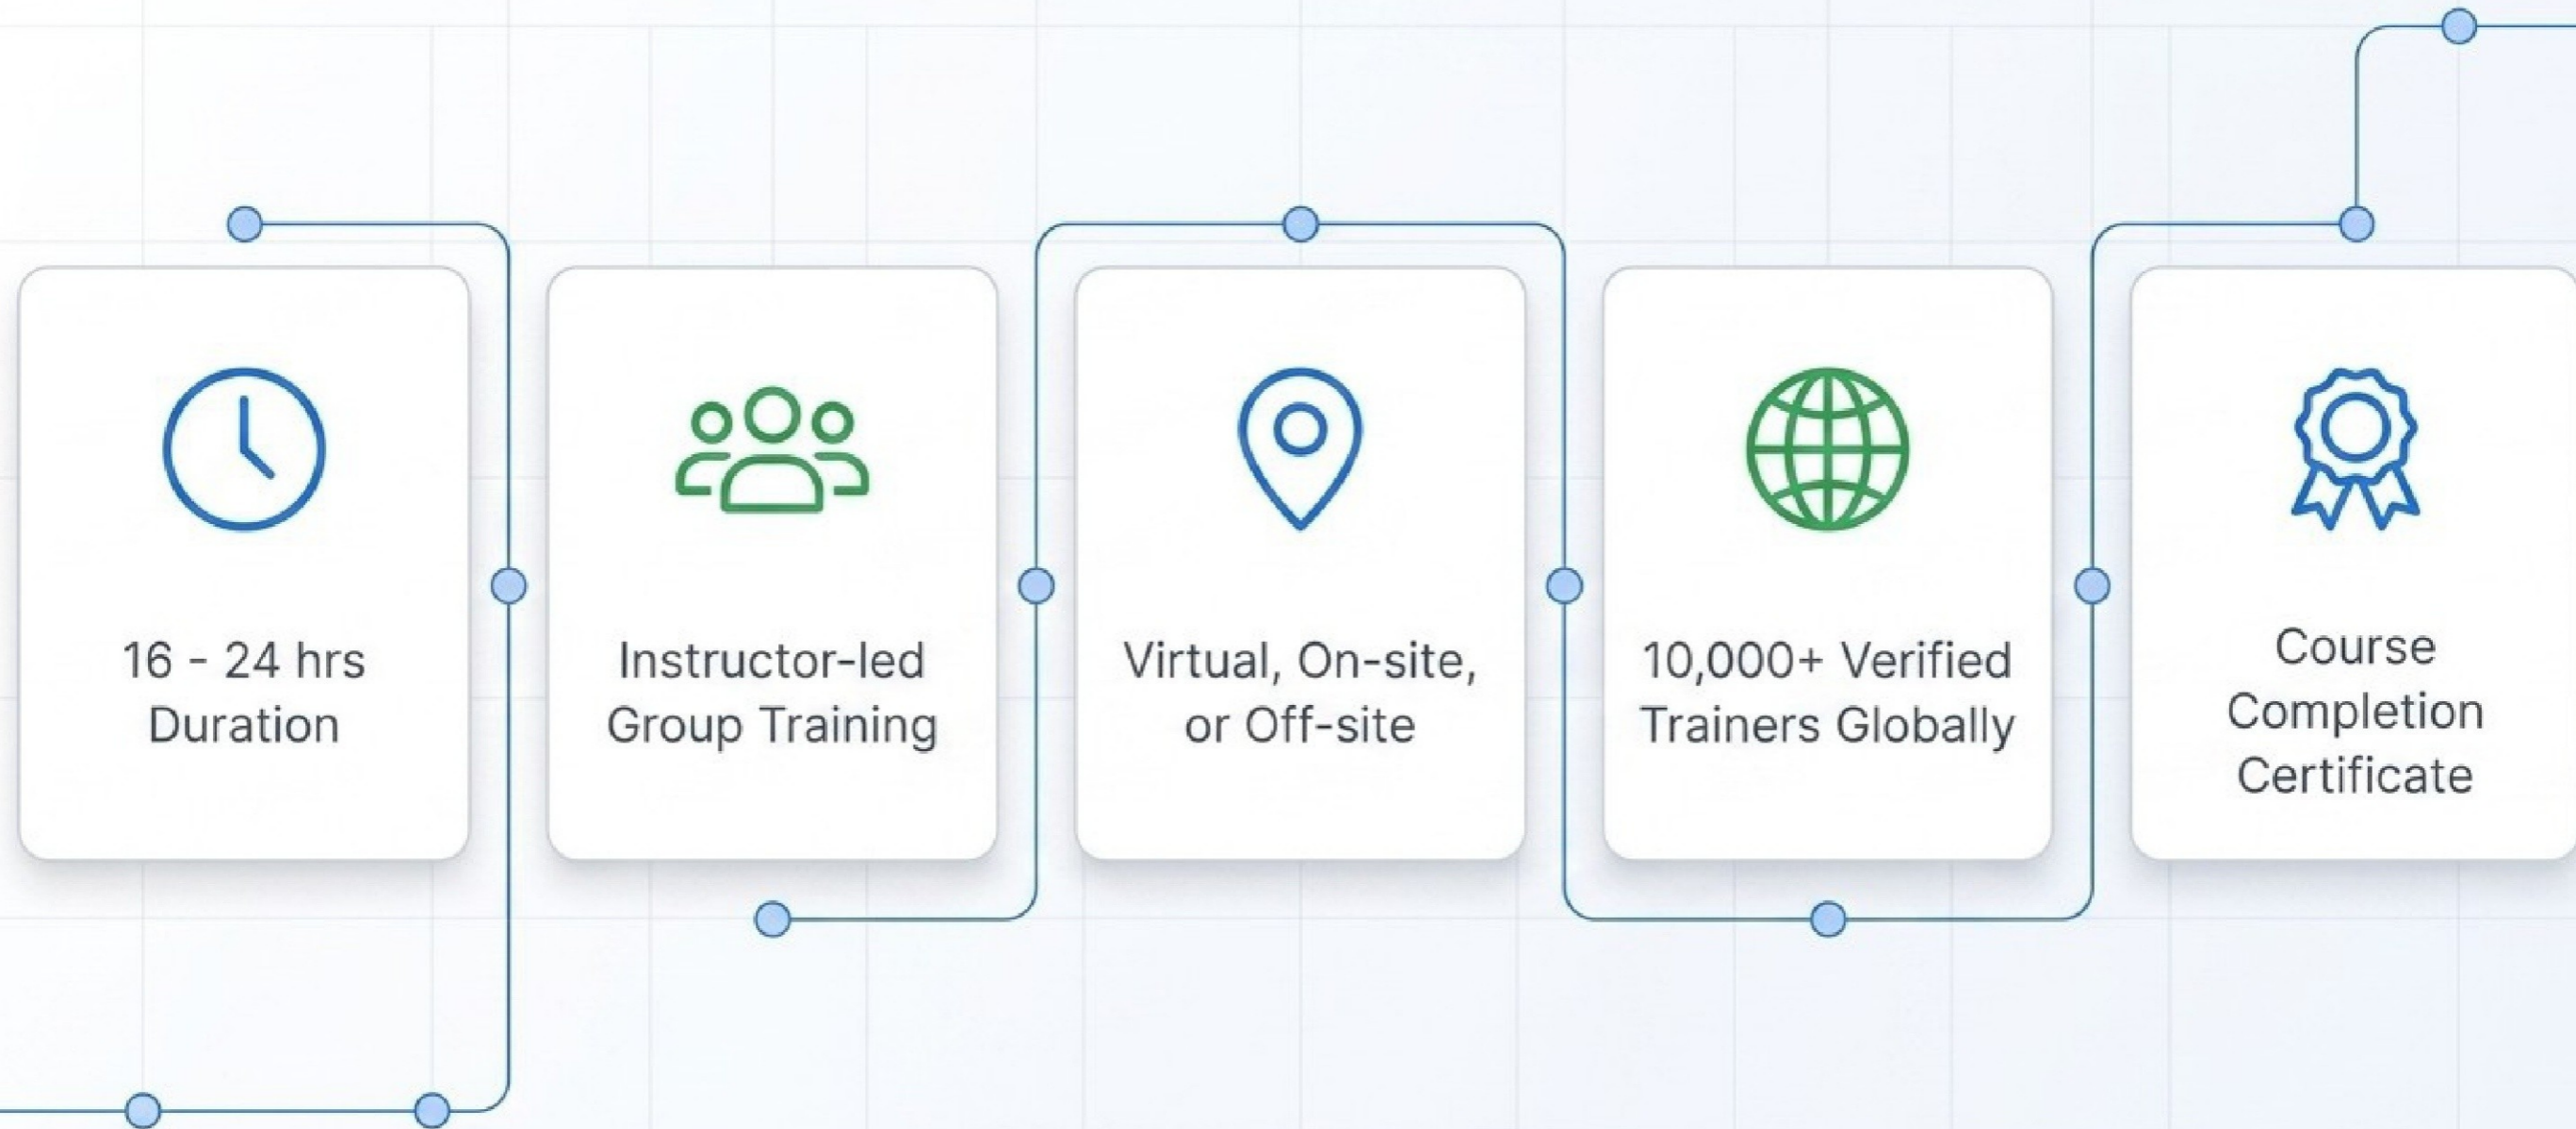 16 - 24 hrs
Duration
Instructor-led
Group Training
Virtual, On-site,
or Off-site
10,000+ Verified
Trainers Globally
Course
Completion
Certificate